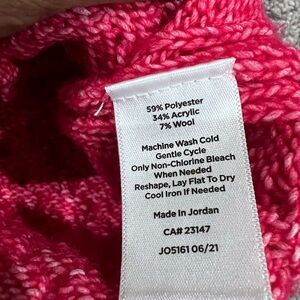 59% Polyester
34% Acrylic
7% Wool
Machine Wash Cold
Gentle Cycle
Only Non-Chlorine Bleach
When Needed
Reshape, Lay Flat To Dry
Cool Iron If Needed
Made In Jordan
CA# 23147
JO5161 06/21